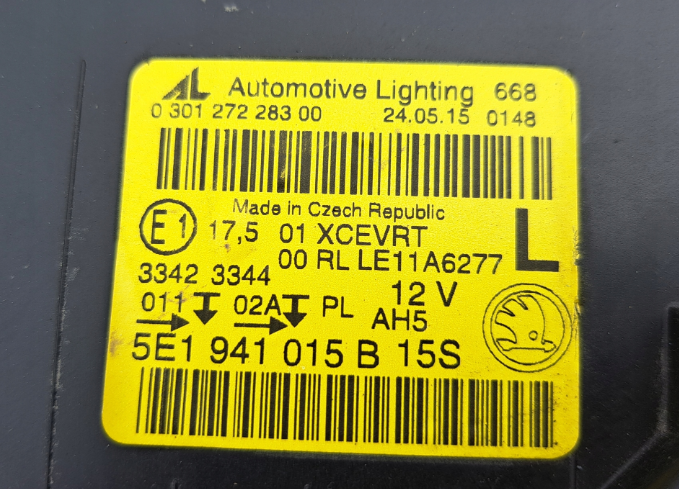 AL Automotive Lighting 668
0 301 272 283 00 24.05.15 0148
Made in Czech Republic
E1 17,5 01 XCEVRT L
00 RL LE11A6277
3342 3344 12 V
011 02A PL AH5
5E1 941 015 B 15S